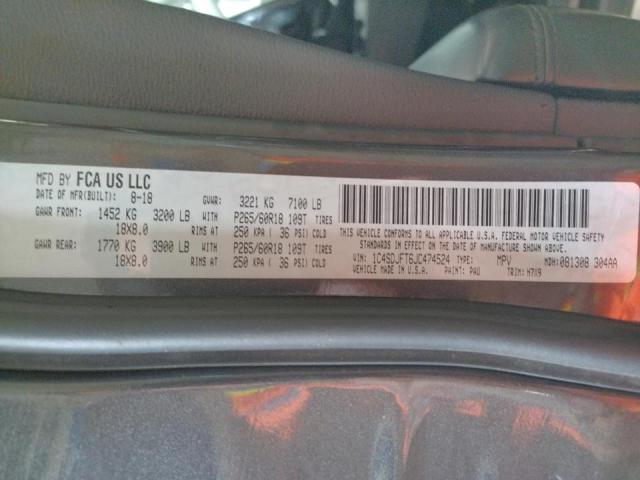 MFD BY FCA US LLC
DATE OF MFR(BUILT): 8-18 GVWR: 3221 KG 7100 LB
GAWR FRONT: 1452 KG 3200 LB WITH P265/60R18 109T TIRES
18X8.0 RIMS AT 250 KPA ( 36 PSI) COLD
GAWR REAR: 1770 KG 3900 LB WITH P265/60R18 109T TIRES
18X8.0 RIMS AT 250 KPA ( 36 PSI) COLD
THIS VEHICLE CONFORMS TO ALL APPLICABLE U.S.A. FEDERAL MOTOR VEHICLE SAFETY
STANDARDS IN EFFECT ON THE DATE OF MANUFACTURE SHOWN ABOVE.
VIN: 1C4SDJFT6JC474524 TYPE: MPV MDH:081308 304AA
VEHICLE MADE IN U.S.A. PAINT: PAU TRIM: H7X9